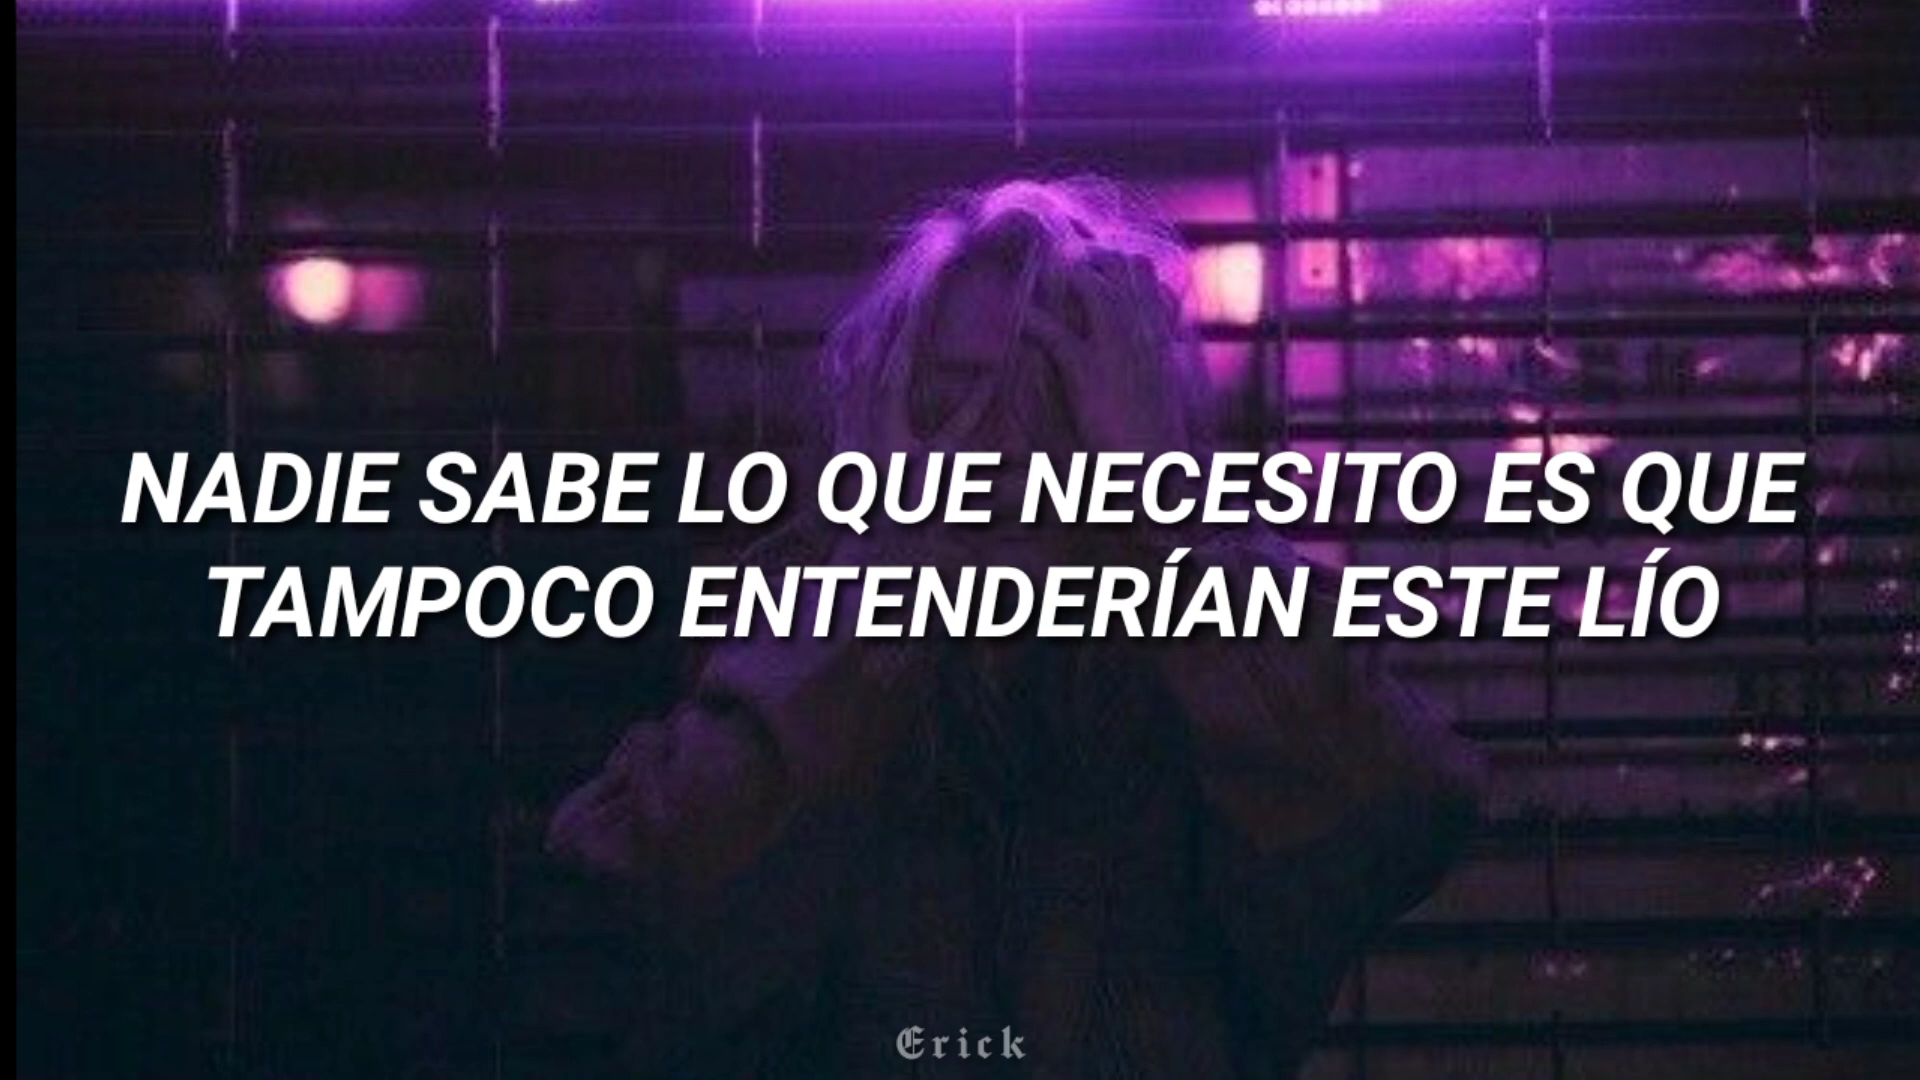 NADIE SABE LO QUE NECESITO ES QUE
TAMPOCO ENTENDERÍAN ESTE LÍO
Erick